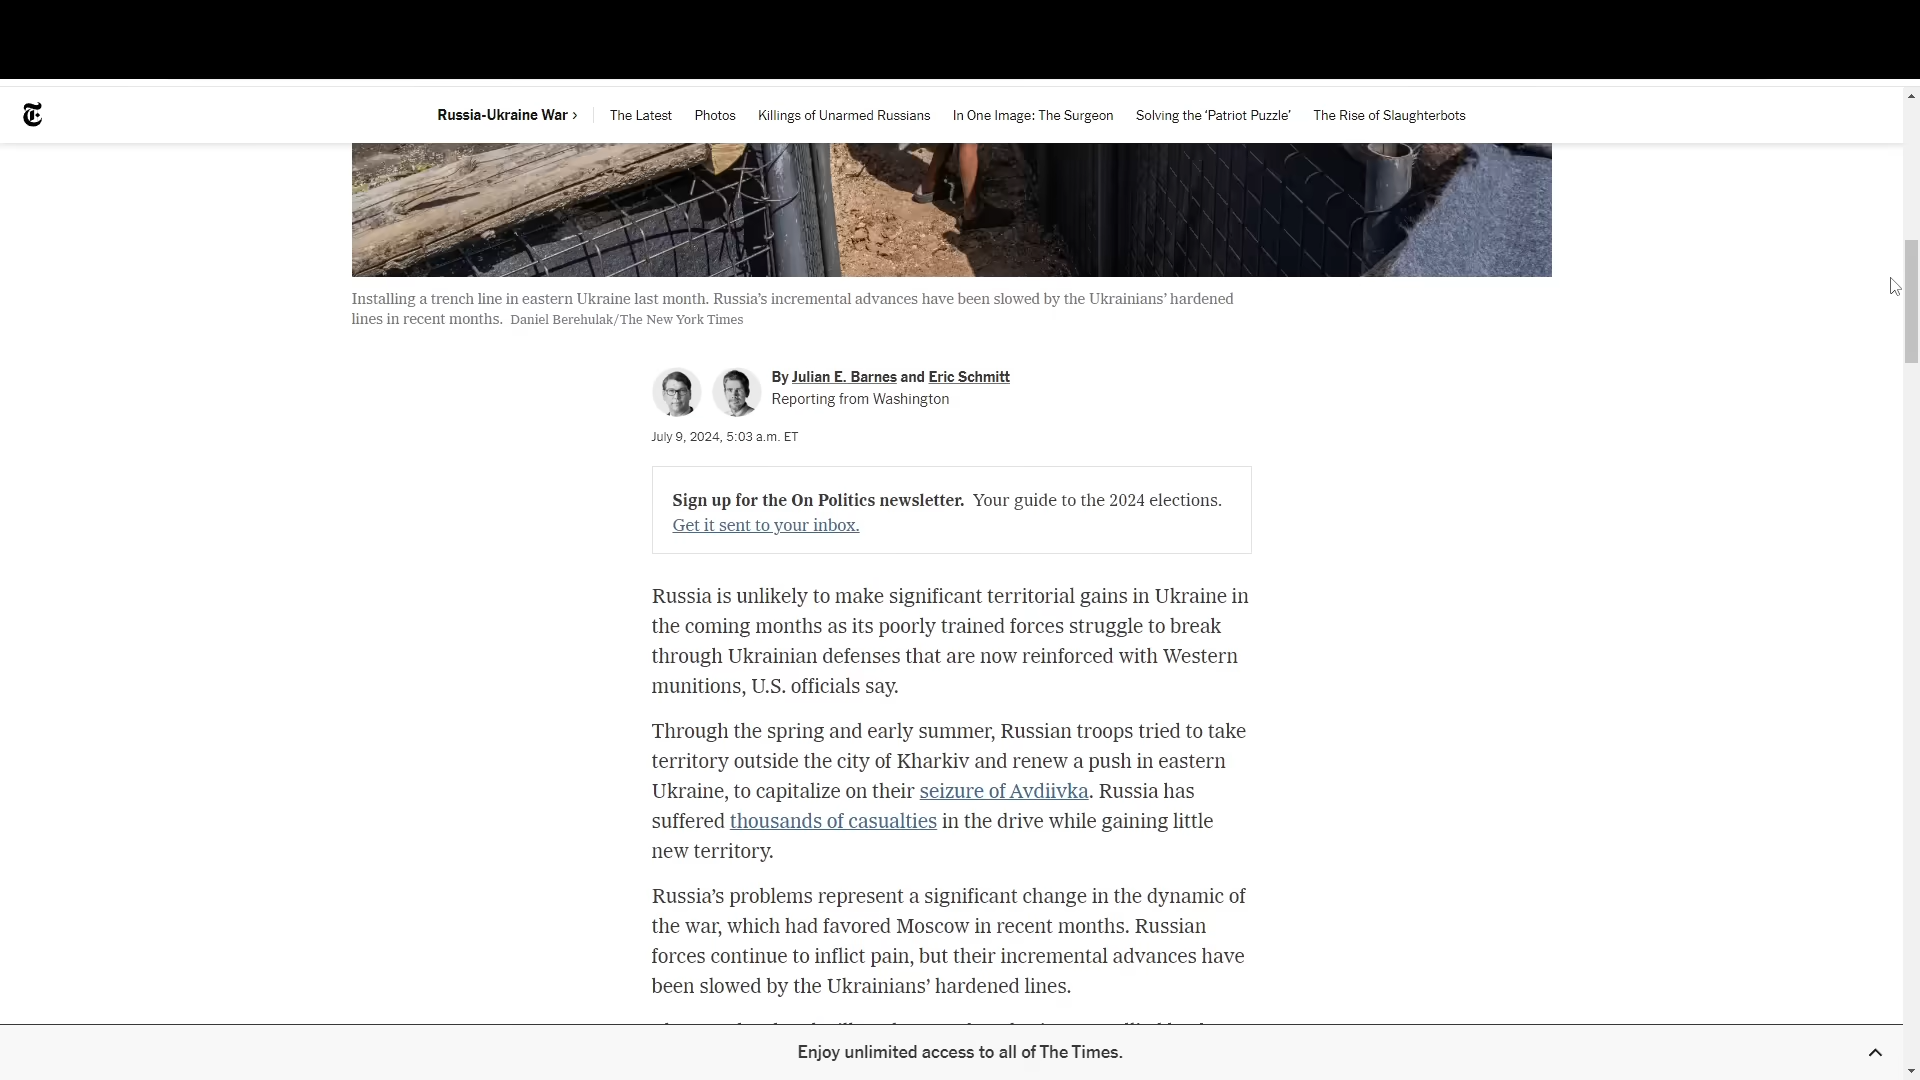 Russia-Ukraine War ›
The Latest
Photos
Killings of Unarmed Russians
In One Image: The Surgeon
Solving the ‘Patriot Puzzle’
The Rise of Slaughterbots
Installing a trench line in eastern Ukraine last month. Russia’s incremental advances have been slowed by the Ukrainians’ hardened
lines in recent months. Daniel Berehulak/The New York Times
By Julian E. Barnes and Eric Schmitt
Reporting from Washington
July 9, 2024, 5:03 a.m. ET
Sign up for the On Politics newsletter. Your guide to the 2024 elections.
Get it sent to your inbox.
Russia is unlikely to make significant territorial gains in Ukraine in
the coming months as its poorly trained forces struggle to break
through Ukrainian defenses that are now reinforced with Western
munitions, U.S. officials say.
Through the spring and early summer, Russian troops tried to take
territory outside the city of Kharkiv and renew a push in eastern
Ukraine, to capitalize on their seizure of Avdiivka. Russia has
suffered thousands of casualties in the drive while gaining little
new territory.
Russia’s problems represent a significant change in the dynamic of
the war, which had favored Moscow in recent months. Russian
forces continue to inflict pain, but their incremental advances have
been slowed by the Ukrainians’ hardened lines.
Enjoy unlimited access to all of The Times.